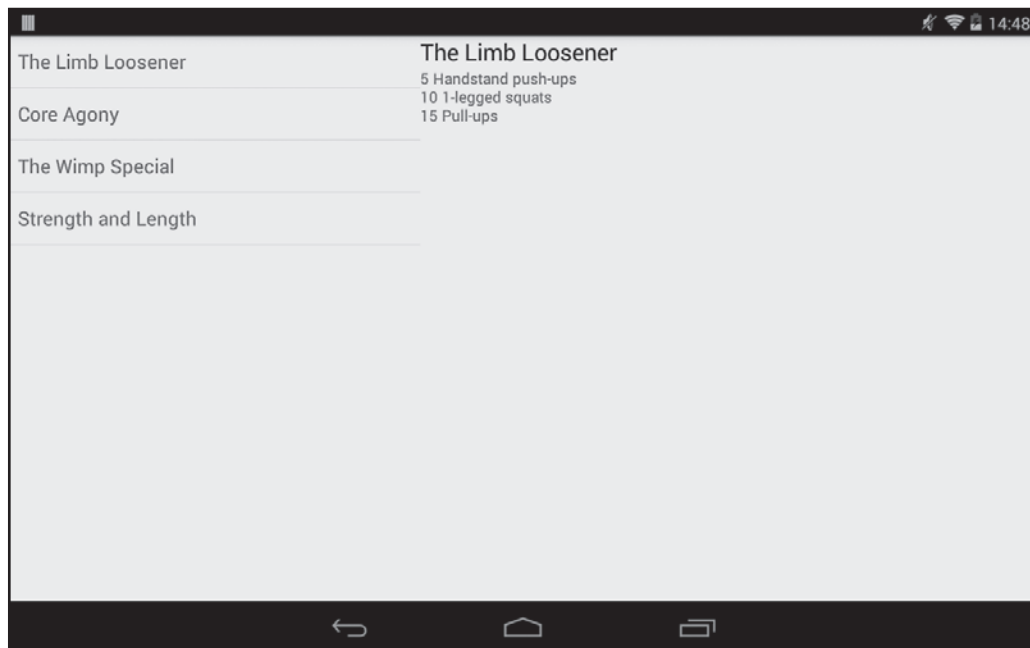 14:48
The Limb Loosener
Core Agony
The Wimp Special
Strength and Length
The Limb Loosener
5 Handstand push-ups
10 1-legged squats
15 Pull-ups